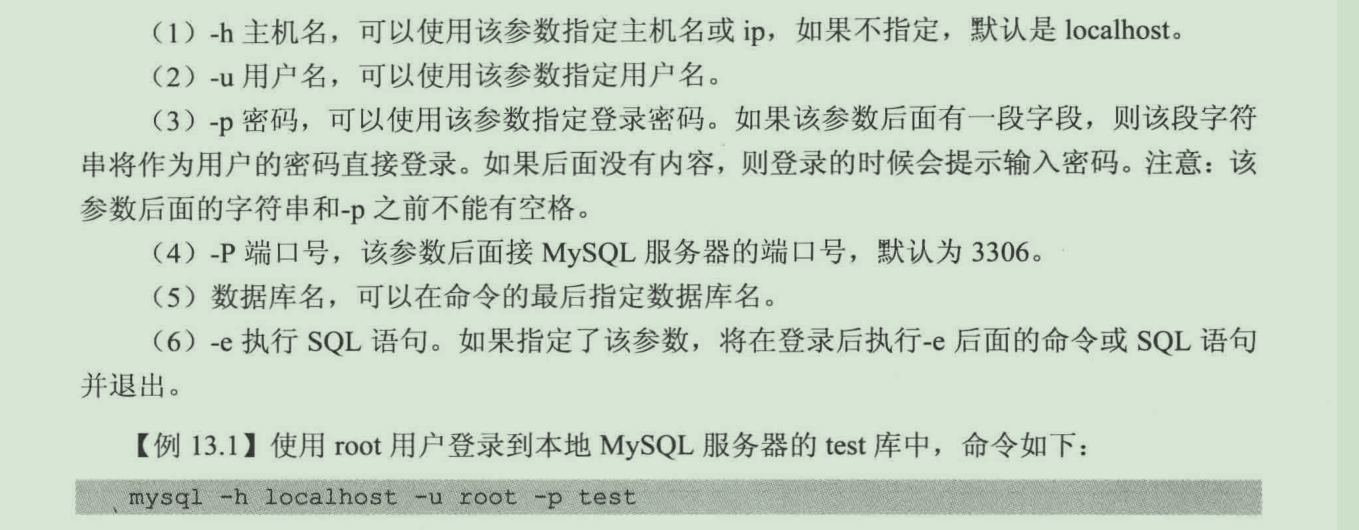 （1）-h 主机名，可以使用该参数指定主机名或 ip，如果不指定，默认是 localhost。
（2）-u 用户名，可以使用该参数指定用户名。
（3）-p 密码，可以使用该参数指定登录密码。如果该参数后面有一段字段，则该段字符
串将作为用户的密码直接登录。如果后面没有内容，则登录的时候会提示输入密码。注意：该
参数后面的字符串和-p 之前不能有空格。
（4）-P 端口号，该参数后面接 MySQL 服务器的端口号，默认为 3306。
（5）数据库名，可以在命令的最后指定数据库名。
（6）-e 执行 SQL 语句。如果指定了该参数，将在登录后执行-e 后面的命令或 SQL 语句
并退出。
【例 13.1】使用 root 用户登录到本地 MySQL 服务器的 test 库中，命令如下：
mysql -h localhost -u root -p test